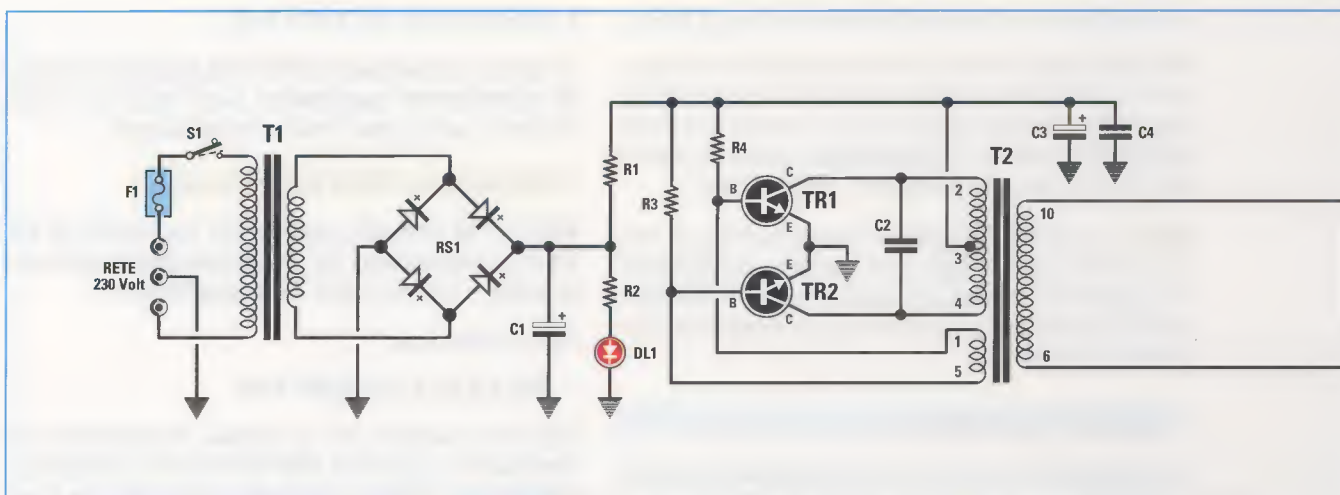 S1
T1
F1
RETE
230 Volt
RS1
C1
+
R1
R2
DL1
R3
R4
B
C
E
TR1
E
B
C
TR2
C2
2
3
4
1
5
T2
10
6
C3
+
C4